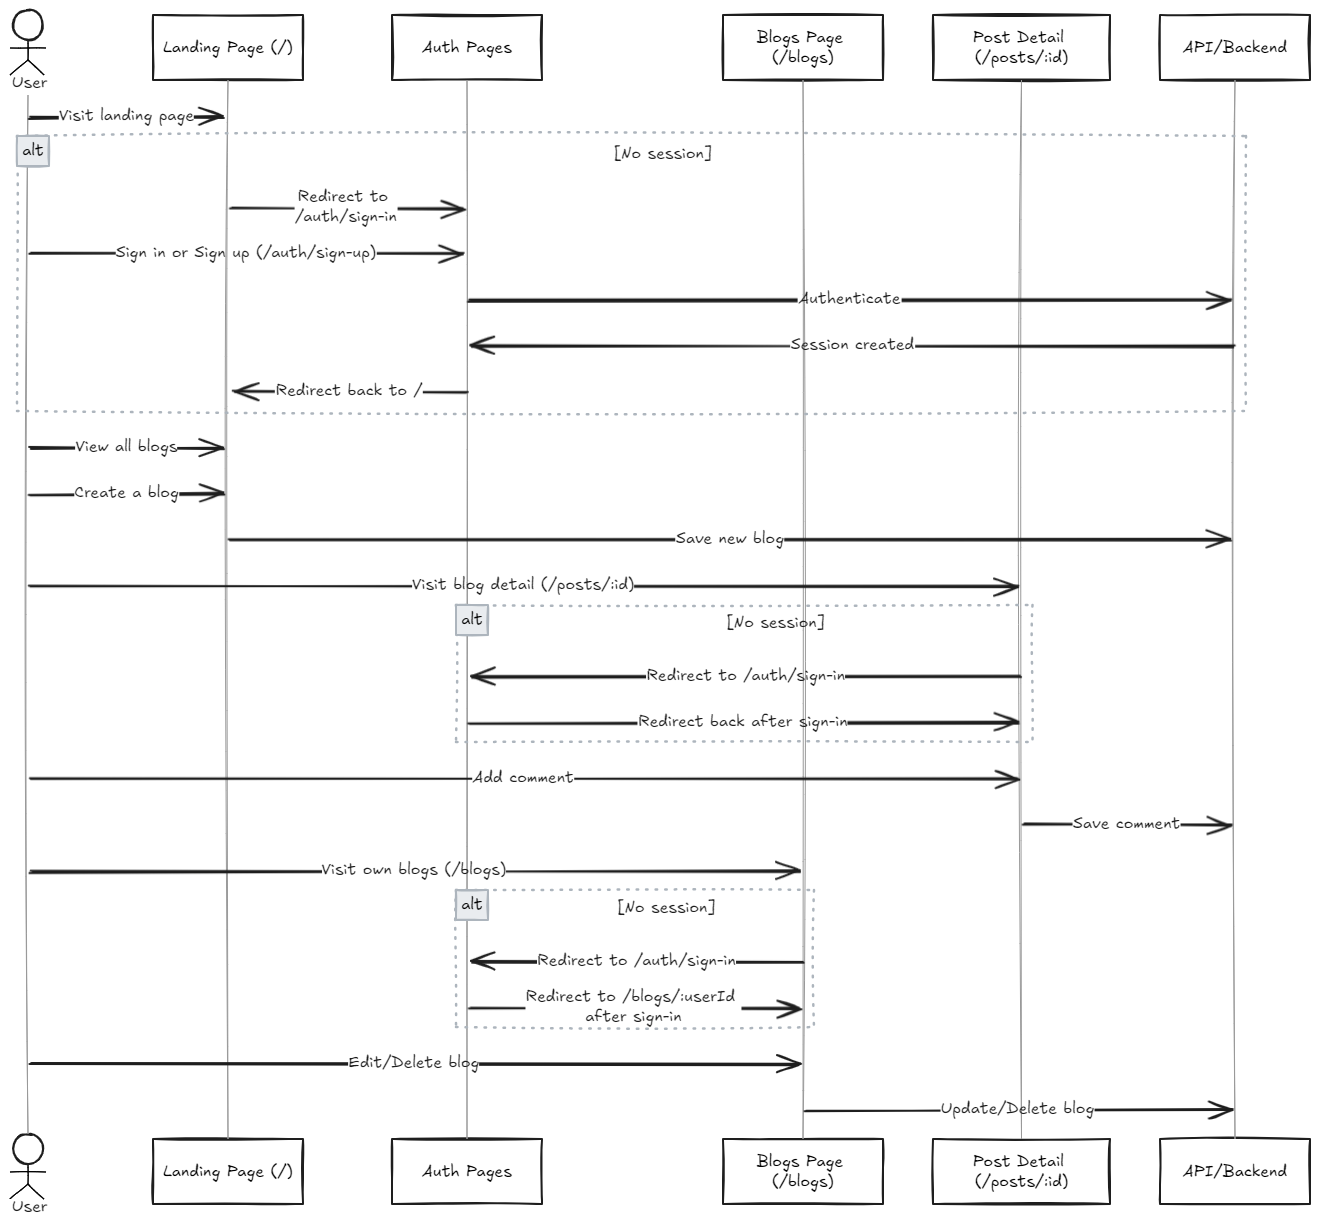 User
Landing Page (/)
Auth Pages
Blogs Page
(/blogs)
Post Detail
(/posts/:id)
API/Backend
Visit landing page
alt
[No session]
Redirect to
/auth/sign-in
Sign in or Sign up (/auth/sign-up)
Authenticate
Session created
Redirect back to /
View all blogs
Create a blog
Save new blog
Visit blog detail (/posts/:id)
alt
[No session]
Redirect to /auth/sign-in
Redirect back after sign-in
Add comment
Save comment
Visit own blogs (/blogs)
alt
[No session]
Redirect to /auth/sign-in
Redirect to /blogs/:userId
after sign-in
Edit/Delete blog
Update/Delete blog
User
Landing Page (/)
Auth Pages
Blogs Page
(/blogs)
Post Detail
(/posts/:id)
API/Backend